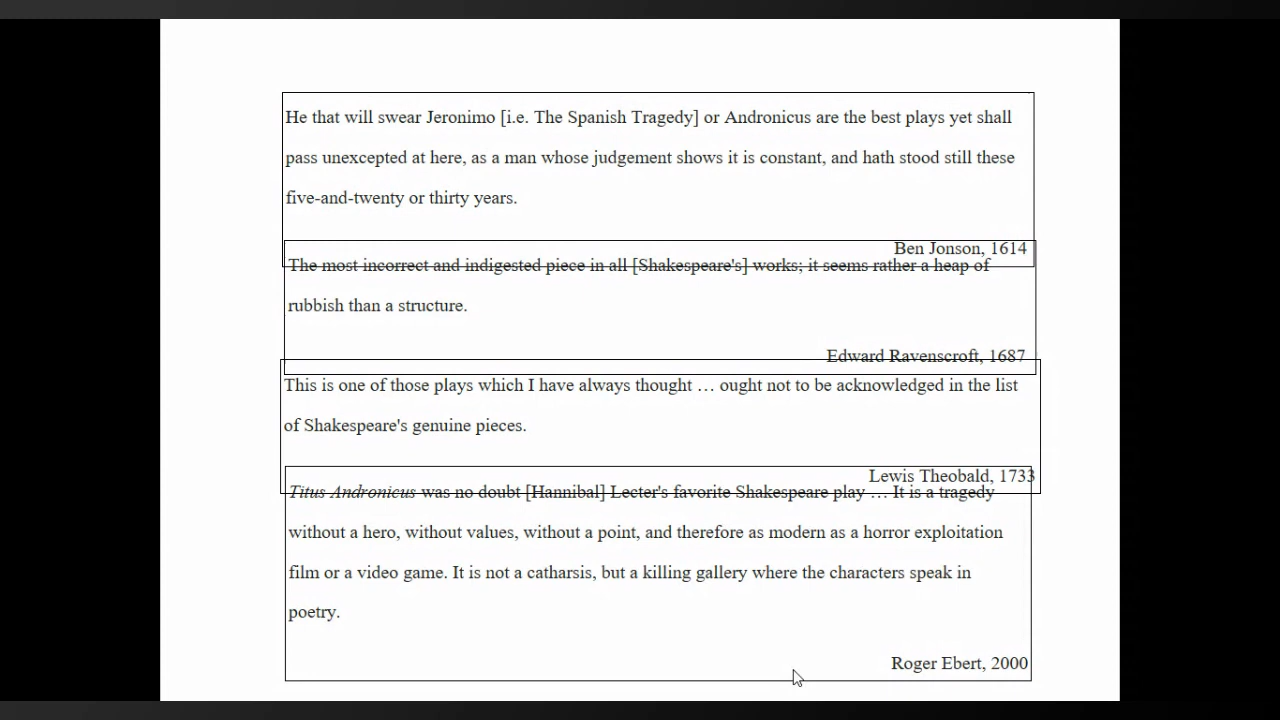 He that will swear Jeronimo [i.e. The Spanish Tragedy] or Andronicus are the best plays yet shall
pass unexcepted at here, as a man whose judgement shows it is constant, and hath stood still these
five-and-twenty or thirty years.
Ben Jonson, 1614
The most incorrect and indigested piece in all [Shakespeare's] works; it seems rather a heap of
rubbish than a structure.
Edward Ravenscroft, 1687
This is one of those plays which I have always thought … ought not to be acknowledged in the list
of Shakespeare's genuine pieces.
Lewis Theobald, 1733
Titus Andronicus was no doubt [Hannibal] Lecter's favorite Shakespeare play … It is a tragedy
without a hero, without values, without a point, and therefore as modern as a horror exploitation
film or a video game. It is not a catharsis, but a killing gallery where the characters speak in
poetry.
Roger Ebert, 2000